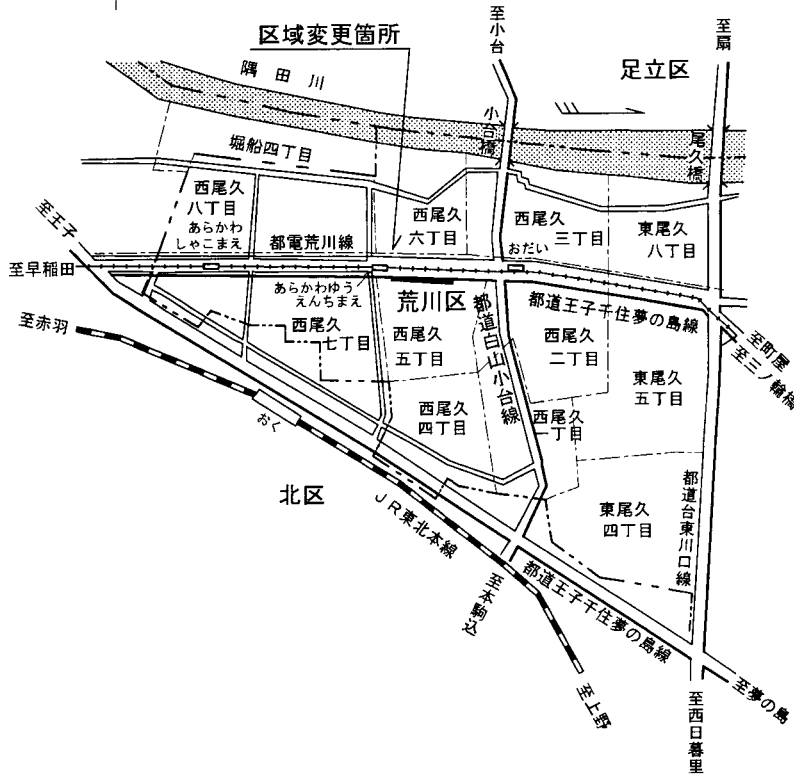 至小台
至扇
区域変更箇所
足立区
隅田川
小台橋
尾久橋
堀船四丁目
西尾久
八丁目
あらかわ
しゃこまえ
都電荒川線
西尾久
六丁目
西尾久
三丁目
おだい
東尾久
八丁目
至王子
至早稲田
あらかわゆう
えんちまえ
荒川区
都道王子千住夢の島線
至赤羽
西尾久
七丁目
西尾久
五丁目
都道白山小台線
西尾久
二丁目
至町屋
至三ノ輪橋
東尾久
五丁目
西尾久
四丁目
西尾久
一丁目
おく
北区
JR東北本線
東尾久
四丁目
都道台東川口線
至本駒込
都道王子千住夢の島線
至上野
至夢の島
至西日暮里